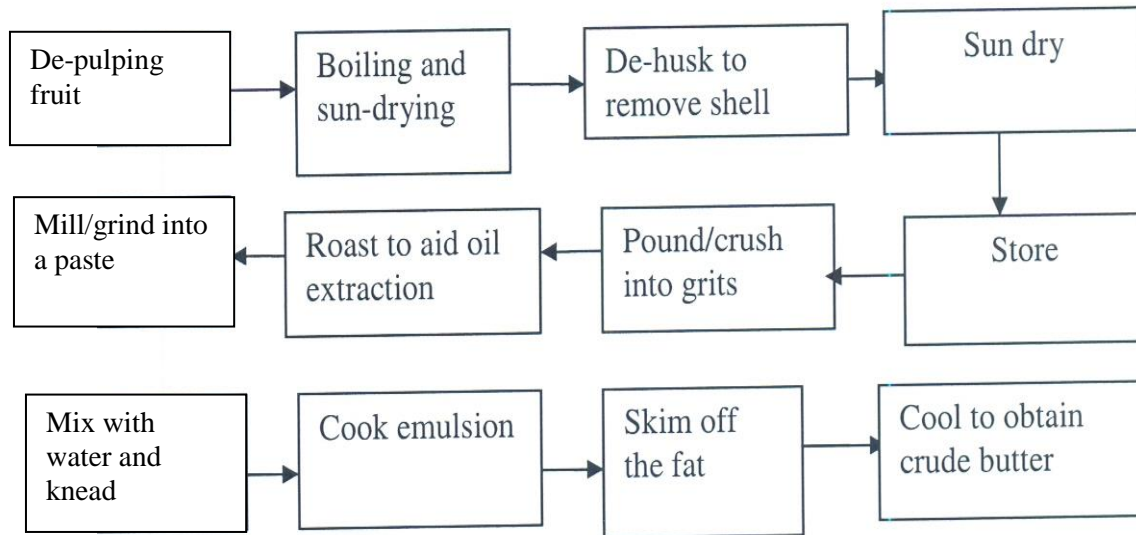 De-pulping
fruit
Boiling and
sun-drying
De-husk to
remove shell
Sun dry
Mill/grind into
a paste
Roast to aid oil
extraction
Pound/crush
into grits
Store
Mix with
water and
knead
Cook emulsion
Skim off
the fat
Cool to obtain
crude butter